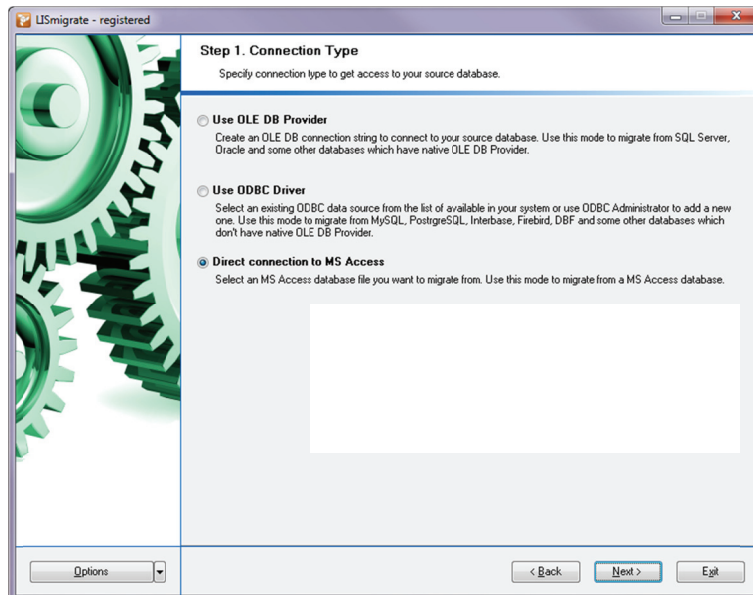 LISmigrate - registered
Step 1. Connection Type
Specify connection type to get access to your source database.
Use OLE DB Provider
Create an OLE DB connection string to connect to your source database. Use this mode to migrate from SQL Server,
Oracle and some other databases which have native OLE DB Provider.
Use ODBC Driver
Select an existing ODBC data source from the list of available in your system or use ODBC Administrator to add a new
one. Use this mode to migrate from MySQL, PostrgreSQL, Interbase, Firebird, DBF and some other databases which
don't have native OLE DB Provider.
Direct connection to MS Access
Select an MS Access database file you want to migrate from. Use this mode to migrate from a MS Access database.
Options
< Back
Next >
Exit